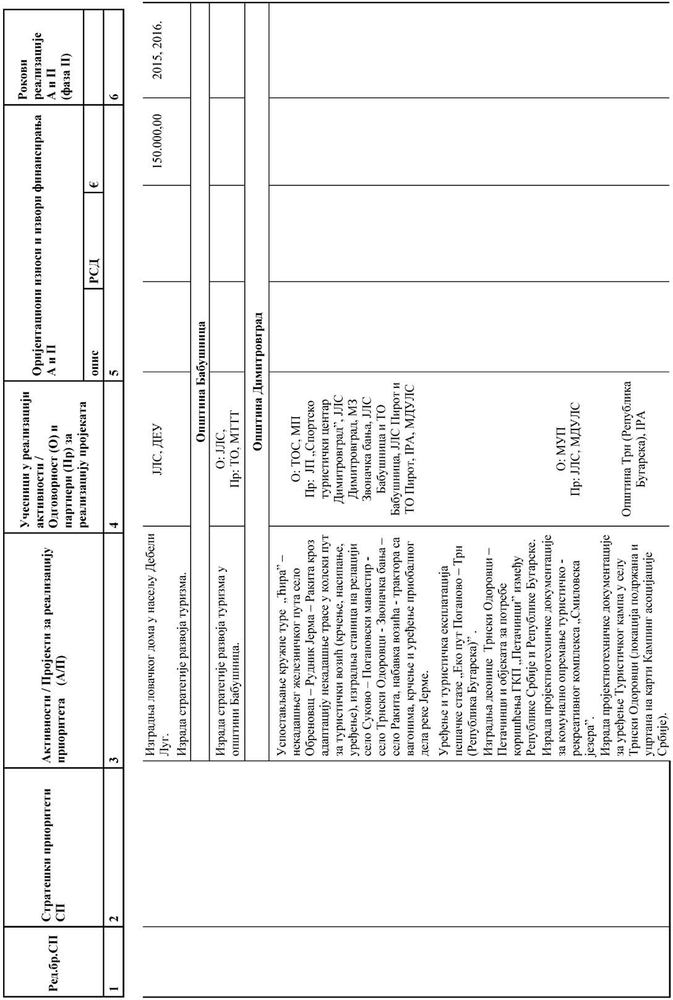 Ред.бр.СП
Стратешки приоритети
СП
Активности / Пројекти за реализацију
приоритета (А/П)
Учесници у реализацији
активности /
Одговорност (О) и
партнери (Пр) за
реализацију пројеката
Оријентациони износи и извори финансирања
А и П
опис
РСД
€
Рокови
реализације
А и П
(фаза II)
1
2
3
4
5
6
Изградња ловачког дома у насељу Дебели
Луг.
Израда стратегије развоја туризма.
ЈЛС, ДЕУ
150.000,00
2015, 2016.
Општина Бабушница
Израда стратегије развоја туризма у
општини Бабушница.
О: ЈЛС,
Пр: ТО, МТТТ
Општина Димитровград
Успостављање кружне туре „Ћира” –
некадашњег железничког пута село
Обреновац – Рудник Јерма – Ракита кроз
адаптацију некадашње трасе у колски пут
за туристички возић (крчење, насипање,
уређење), изградња станица на релацији
село Суково – Погановски манастир -
село Трнски Одоровци - Звоначка бања –
село Ракита, набавка возића - трактора са
вагонима, крчење и уређење приобалног
дела реке Јерме.
О: ТОС, МП
Пр: ЈП „Спортско
туристички центар
Димитровград”, ЈЛС
Димитровград, МЗ
Звоначка бања, ЈЛС
Бабушница и ТО
Бабушница, ЈЛС Пирот и
ТО Пирот, IPA, МДУЛС
Уређење и туристичка експлатација
пешачке стазе „Еко пут Поганово – Трн
(Република Бугарска)” .
Изградња деонице Трнски Одоровци –
Петачинци и објеката за потребе
коришћења ГКП „Петачинци” између
Републике Србије и Републике Бугарске.
Израда пројектнотехничке документације
за комунално опремање туристичко -
рекреативног комплекса „Смиловска
језера”.
О: МУП
Пр: ЈЛС, МДУЛС
Израда пројектнотехничке документације
за уређење Туристичког кампа у селу
Трнски Одоровци (локација подржана и
уцртана на карти Кампинг асоцијације
Србије).
Општина Трн (Република
Бугарска), IPA